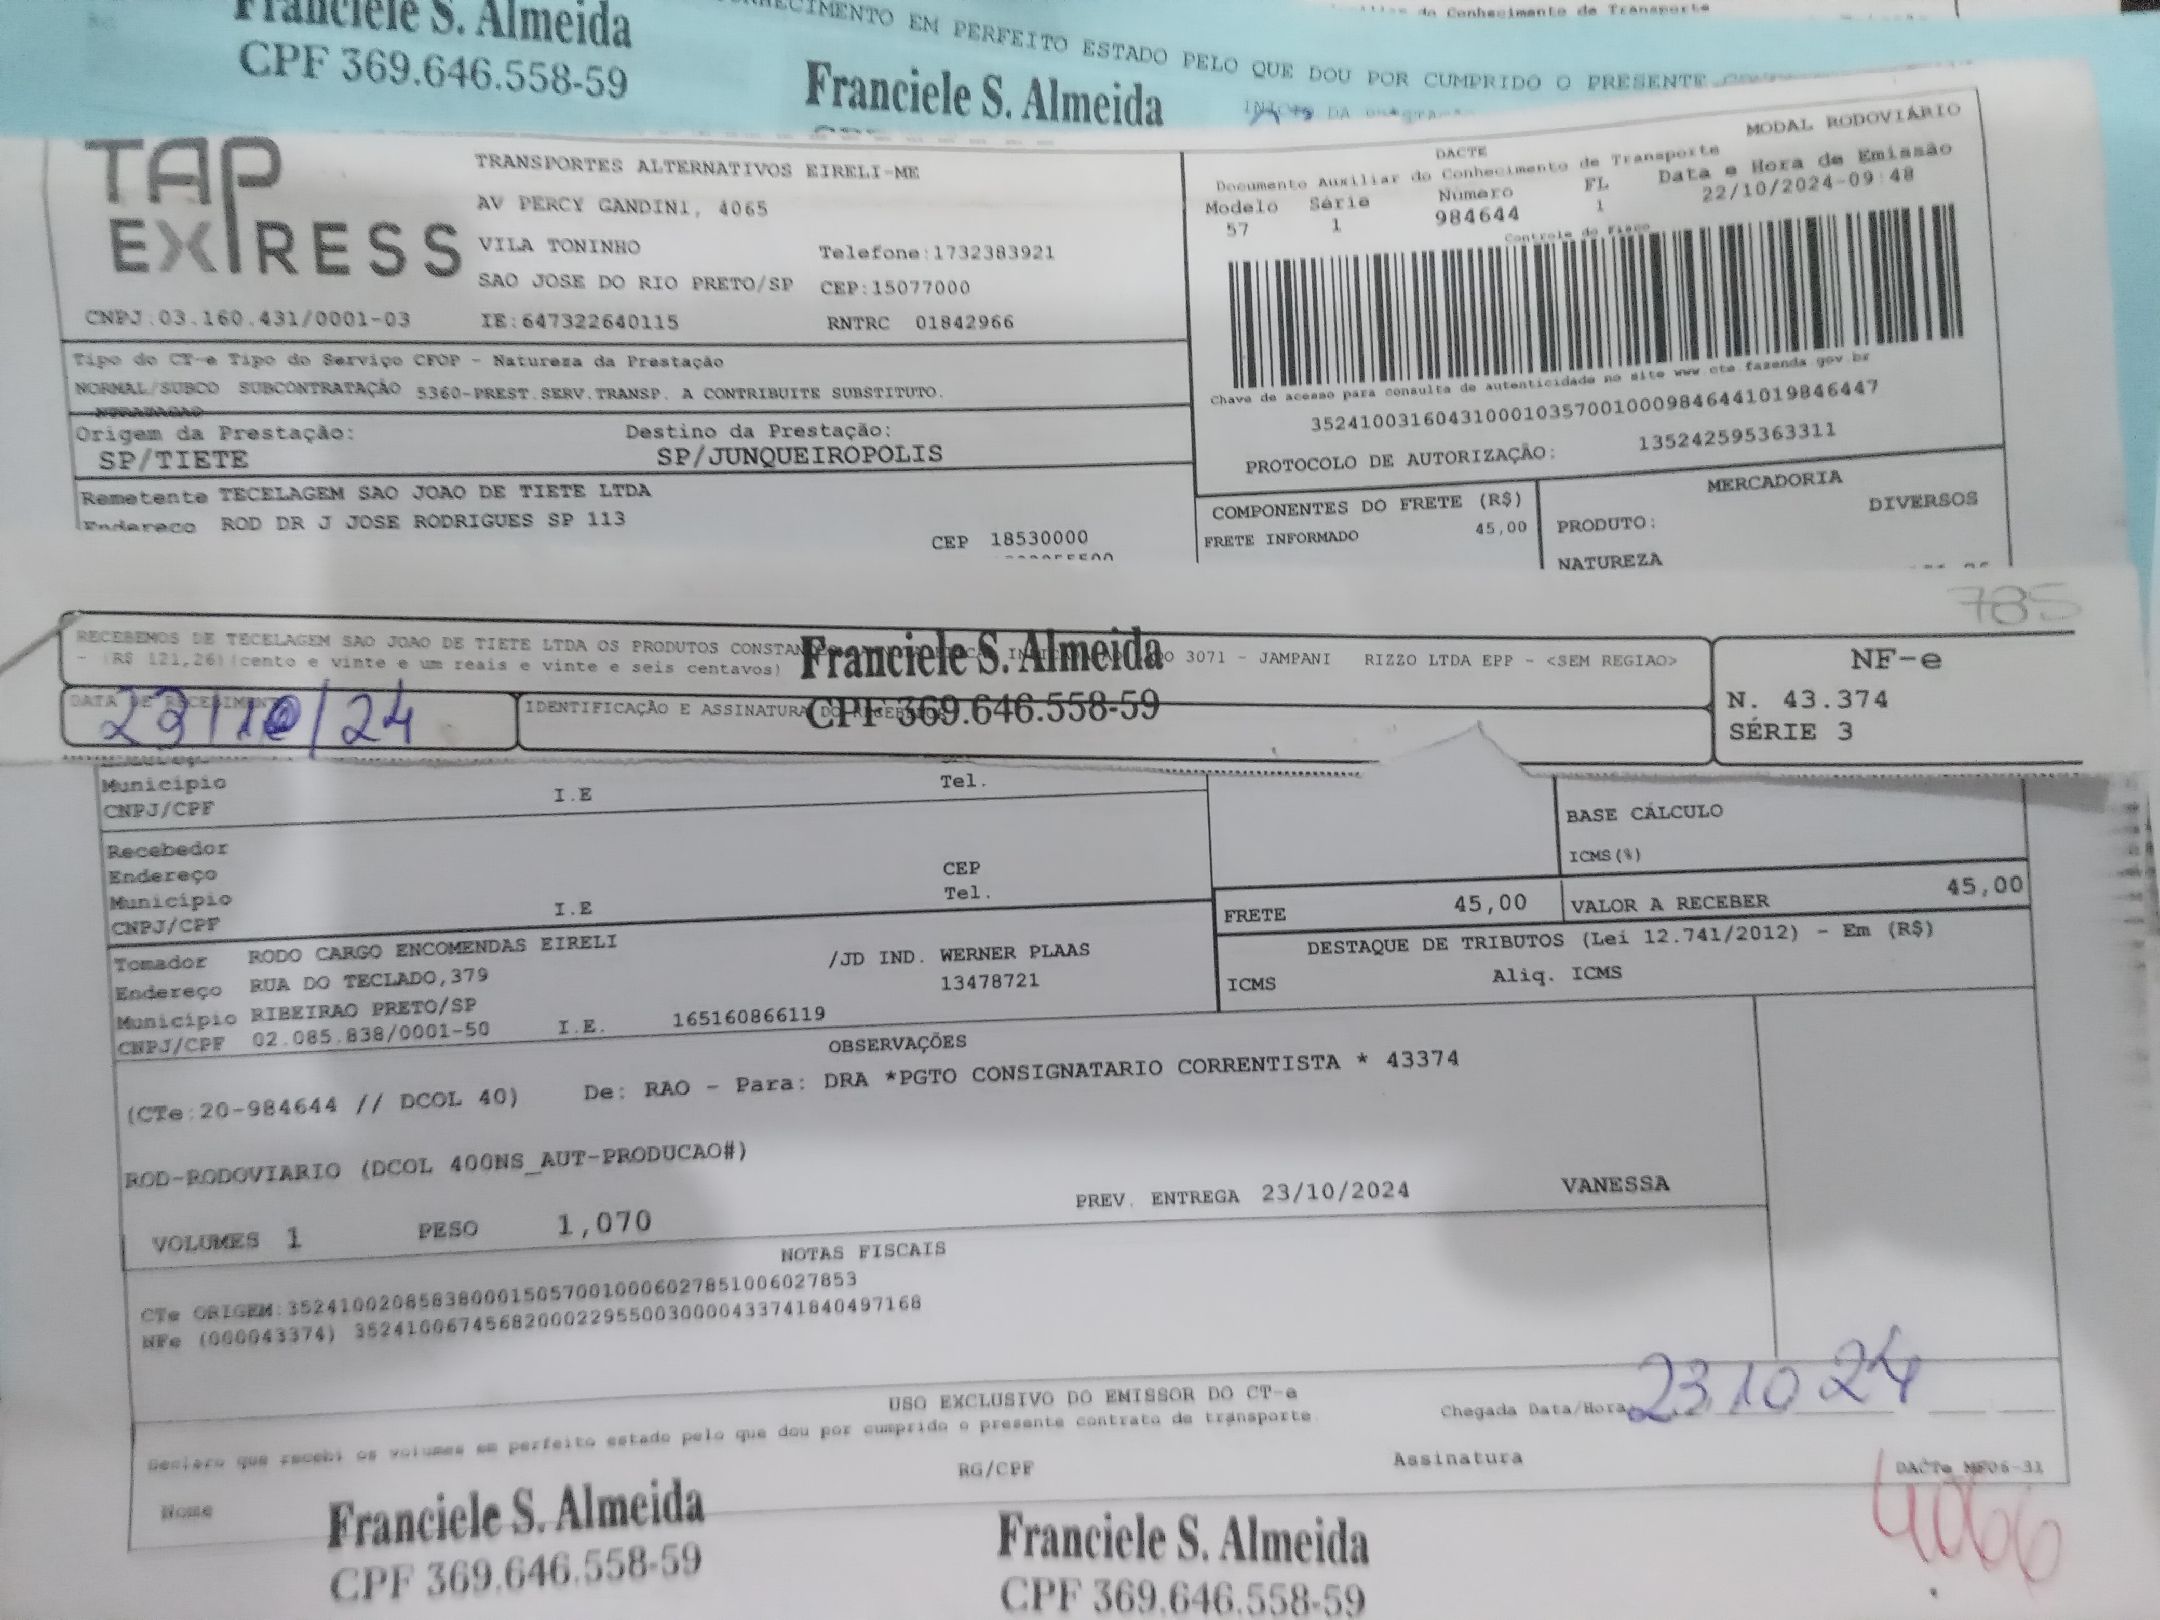 Franciele S. Almeida
CPF 369.646.558-59
EM PERFEITO ESTADO PELO QUE DOU POR CUMPRIDO O PRESENTE
Franciele S. Almeida
do Conhecimento de Transporte
TAP EXPRESS
TRANSPORTES ALTERNATIVOS EIRELI-ME
AV PERCY GANDINI, 4065
VILA TONINHO Telefone:1732383921
SAO JOSE DO RIO PRETO/SP CEP:15077000
CNPJ:03.160.431/0001-03 IE:647322640115 RNTRC 01842966
DACTE MODAL RODOVIÁRIO
Documento Auxiliar do Conhecimento de Transporte
Modelo Série Número FL Data e Hora de Emissão
57 1 984644 1 22/10/2024-09:48
Controle do Fisco
Chave de acesso para consulta de autenticidade no site www.cte.fazenda.gov.br
35241003160431000103570010009846441019846447
PROTOCOLO DE AUTORIZAÇÃO: 135242595363311
Tipo do CT-e Tipo do Serviço CFOP - Natureza da Prestação
NORMAL/SUBCO SUBCONTRATAÇÃO 5360-PREST.SERV.TRANSP. A CONTRIBUITE SUBSTITUTO.
NTRATACAO
Origem da Prestação: Destino da Prestação:
SP/TIETE SP/JUNQUEIROPOLIS
Remetente TECELAGEM SAO JOAO DE TIETE LTDA
Endereço ROD DR J JOSE RODRIGUES SP 113
CEP 18530000
COMPONENTES DO FRETE (R$)
FRETE INFORMADO 45,00
MERCADORIA
PRODUTO: DIVERSOS
NATUREZA
785
RECEBEMOS DE TECELAGEM SAO JOAO DE TIETE LTDA OS PRODUTOS 3071 - JAMPANI RIZZO LTDA EPP - <SEM REGIAO>
- (R$ 121,26)(cento e vinte e um reais e vinte e seis centavos)
Franciele S. Almeida
CPF 369.646.558-59
DATA DE RECEBIMENTO
23/10/24
IDENTIFICAÇÃO E ASSINATURA DO RECEBEDOR
NF-e
N. 43.374
SÉRIE 3
Município Tel.
CNPJ/CPF I.E
Recebedor
Endereço CEP
Município Tel.
CNPJ/CPF I.E
BASE CÁLCULO
ICMS(%)
FRETE 45,00 VALOR A RECEBER 45,00
DESTAQUE DE TRIBUTOS (Lei 12.741/2012) - Em (R$)
ICMS Aliq. ICMS
Tomador RODO CARGO ENCOMENDAS EIRELI
Endereço RUA DO TECLADO,379 /JD IND. WERNER PLAAS
Município RIBEIRAO PRETO/SP 13478721
CNPJ/CPF 02.085.838/0001-50 I.E. 165160866119
OBSERVAÇÕES
(CTe:20-984644 // DCOL 40) De: RAO - Para: DRA *PGTO CONSIGNATARIO CORRENTISTA * 43374
ROD-RODOVIARIO (DCOL 400NS_AUT-PRODUCAO#)
VOLUMES 1 PESO 1,070 PREV. ENTREGA 23/10/2024 VANESSA
NOTAS FISCAIS
CTe ORIGEM:35241002085838000150570010006027851006027853
NFe (000043374) 35241006745682000229550030000433741840497168
USO EXCLUSIVO DO EMISSOR DO CT-e
Declaro que recebi os volumes em perfeito estado pelo que dou por cumprido o presente contrato de transporte.
Chegada Data/Hora 23 10 24
Nome RG/CPF Assinatura
DACTe MF06-31
Franciele S. Almeida
CPF 369.646.558-59
Franciele S. Almeida
CPF 369.646.558-59
4066